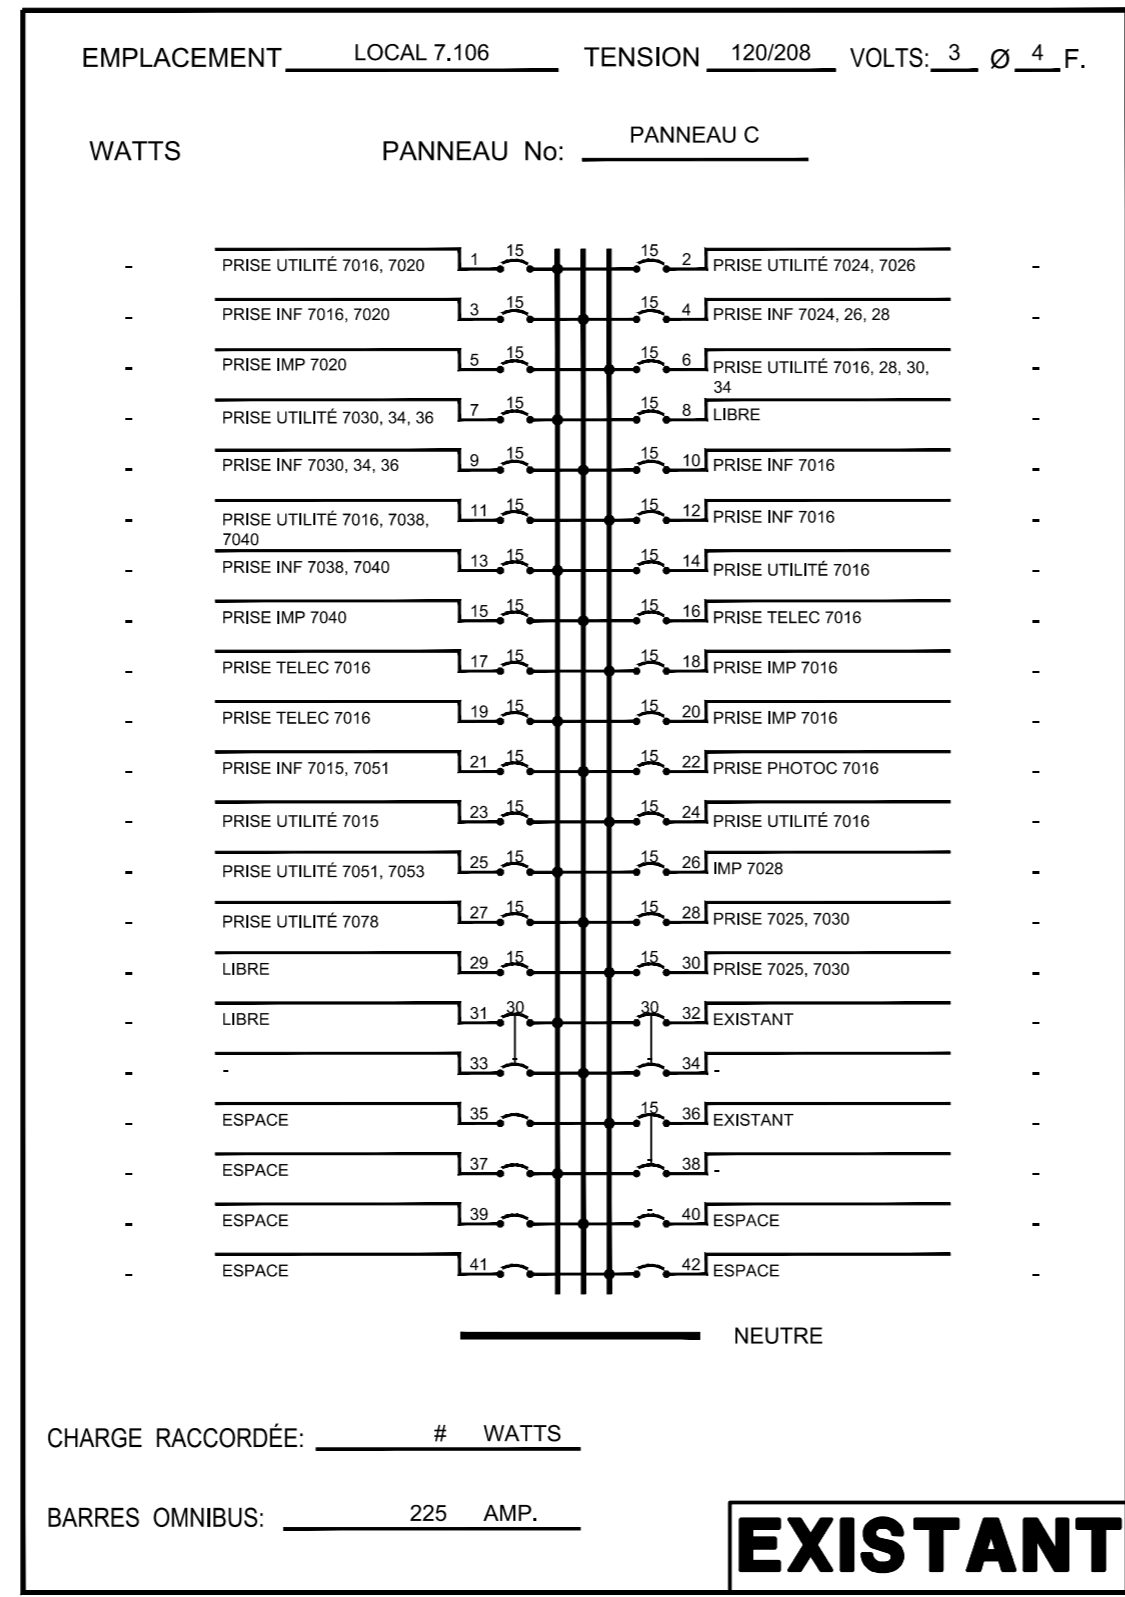 EMPLACEMENT LOCAL 7.106 TENSION 120/208 VOLTS: 3 Ø 4 F.
WATTS PANNEAU No: PANNEAU C
- PRISE UTILITÉ 7016, 7020 1 15 15 2 PRISE UTILITÉ 7024, 7026 -
- PRISE INF 7016, 7020 3 15 15 4 PRISE INF 7024, 26, 28 -
- PRISE IMP 7020 5 15 15 6 PRISE UTILITÉ 7016, 28, 30, -
34
- PRISE UTILITÉ 7030, 34, 36 7 15 15 8 LIBRE -
- PRISE INF 7030, 34, 36 9 15 15 10 PRISE INF 7016 -
- PRISE UTILITÉ 7016, 7038, 11 15 15 12 PRISE INF 7016 -
7040
- PRISE INF 7038, 7040 13 15 15 14 PRISE UTILITÉ 7016 -
- PRISE IMP 7040 15 15 15 16 PRISE TELEC 7016 -
- PRISE TELEC 7016 17 15 15 18 PRISE IMP 7016 -
- PRISE TELEC 7016 19 15 15 20 PRISE IMP 7016 -
- PRISE INF 7015, 7051 21 15 15 22 PRISE PHOTOC 7016 -
- PRISE UTILITÉ 7015 23 15 15 24 PRISE UTILITÉ 7016 -
- PRISE UTILITÉ 7051, 7053 25 15 15 26 IMP 7028 -
- PRISE UTILITÉ 7078 27 15 15 28 PRISE 7025, 7030 -
- LIBRE 29 15 15 30 PRISE 7025, 7030 -
- LIBRE 31 30 30 32 EXISTANT -
- - 33 - - 34 - -
- ESPACE 35 15 36 EXISTANT -
- ESPACE 37 - 38 - -
- ESPACE 39 - 40 ESPACE -
- ESPACE 41 42 ESPACE -
NEUTRE
CHARGE RACCORDÉE: # WATTS
BARRES OMNIBUS: 225 AMP.
EXISTANT